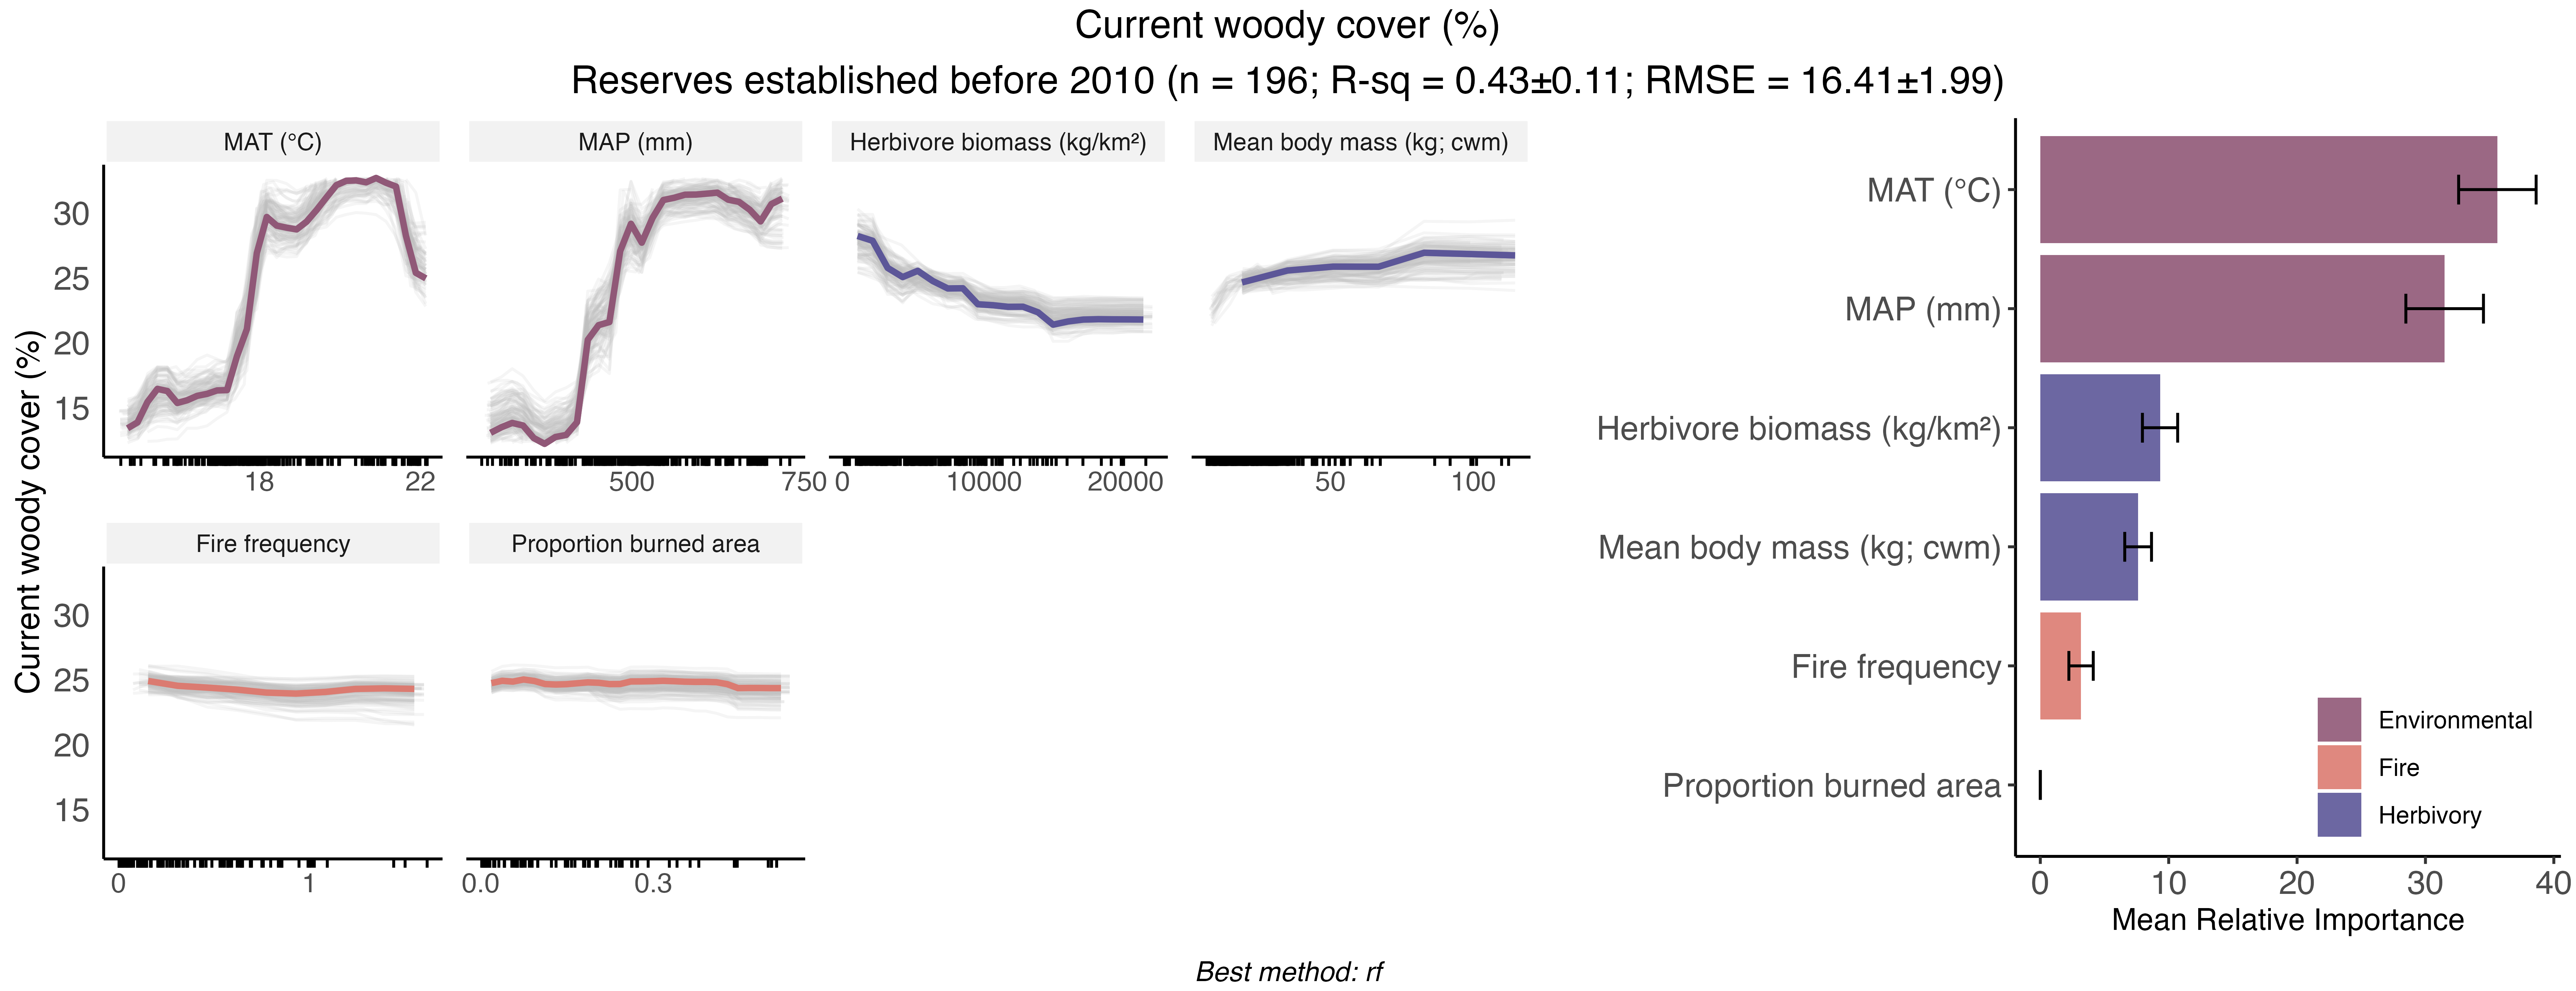 Current woody cover (%)
Reserves established before 2010 (n = 196; R-sq = 0.43±0.11; RMSE = 16.41±1.99)
MAT (°C)
MAP (mm)
Herbivore biomass (kg/km²)
Mean body mass (kg; cwm)
Current woody cover (%)
30
25
20
15
18
22
500
750
0
10000
20000
50
100
Fire frequency
Proportion burned area
30
25
20
15
0
1
0.0
0.3
MAT (°C)
MAP (mm)
Herbivore biomass (kg/km²)
Mean body mass (kg; cwm)
Fire frequency
Proportion burned area
Environmental
Fire
Herbivory
0
10
20
30
40
Mean Relative Importance
Best method: rf